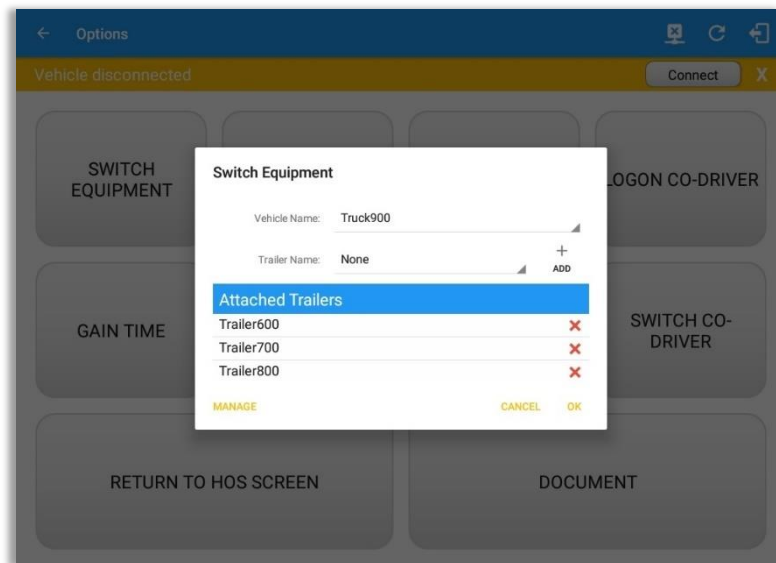 Options
Vehicle disconnected
Connect X
SWITCH
EQUIPMENT
LOGON CO-DRIVER
Switch Equipment
Vehicle Name: Truck900
Trailer Name: None
+
ADD
Attached Trailers
Trailer600
Trailer700
Trailer800
MANAGE CANCEL OK
GAIN TIME
SWITCH CO-
DRIVER
RETURN TO HOS SCREEN
DOCUMENT